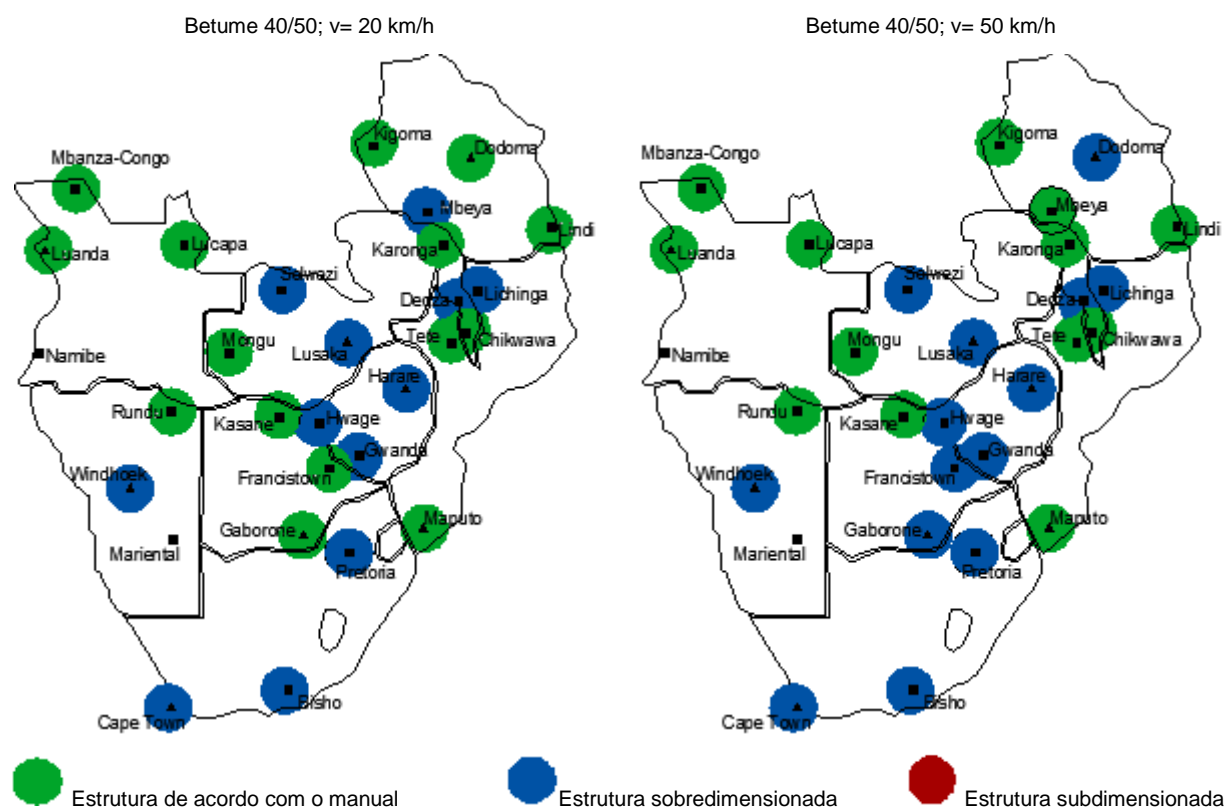 Betume 40/50; v= 20 km/h
Kigoma
Dodoma
Mbanza-Congo
Mbeya
Lindi
Karonga
Lucapa
Luanda
Solwezi
Lichinga
Dedza
Tete
Chikwawa
Mongu
Lusaka
Namibe
Harare
Rundu
Kasane
Hwage
Gwanda
Windhoek
Francistown
Gaborone
Maputo
Mariental
Pretoria
Bisho
Cape Town
Betume 40/50; v= 50 km/h
Kigoma
Dodoma
Mbanza-Congo
Mbeya
Lindi
Karonga
Lucapa
Luanda
Solwezi
Lichinga
Dedza
Tete
Chikwawa
Mongu
Lusaka
Namibe
Harare
Rundu
Kasane
Hwage
Gwanda
Windhoek
Francistown
Gaborone
Maputo
Mariental
Pretoria
Bisho
Cape Town
Estrutura de acordo com o manual
Estrutura sobredimensionada
Estrutura subdimensionada